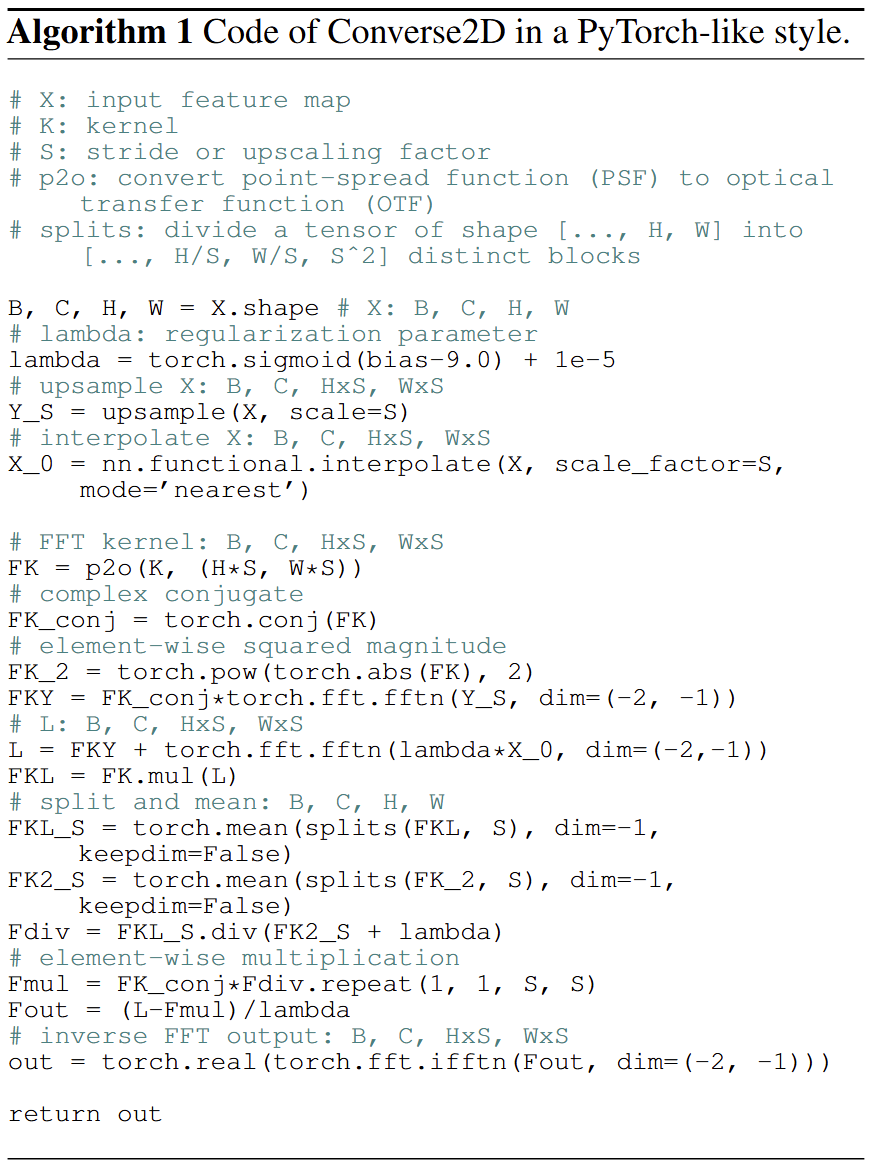 Algorithm 1 Code of Converse2D in a PyTorch-like style.
# X: input feature map
# K: kernel
# S: stride or upscaling factor
# p2o: convert point-spread function (PSF) to optical
transfer function (OTF)
# splits: divide a tensor of shape [..., H, W] into
[..., H/S, W/S, S^2] distinct blocks
B, C, H, W = X.shape # X: B, C, H, W
# lambda: regularization parameter
lambda = torch.sigmoid(bias-9.0) + 1e-5
# upsample X: B, C, HxS, WxS
Y_S = upsample(X, scale=S)
# interpolate X: B, C, HxS, WxS
X_0 = nn.functional.interpolate(X, scale_factor=S,
mode='nearest')
# FFT kernel: B, C, HxS, WxS
FK = p2o(K, (H*S, W*S))
# complex conjugate
FK_conj = torch.conj(FK)
# element-wise squared magnitude
FK_2 = torch.pow(torch.abs(FK), 2)
FKY = FK_conj*torch.fft.fftn(Y_S, dim=(-2, -1))
# L: B, C, HxS, WxS
L = FKY + torch.fft.fftn(lambda*X_0, dim=(-2,-1))
FKL = FK.mul(L)
# split and mean: B, C, H, W
FKL_S = torch.mean(splits(FKL, S), dim=-1,
keepdim=False)
FK2_S = torch.mean(splits(FK_2, S), dim=-1,
keepdim=False)
Fdiv = FKL_S.div(FK2_S + lambda)
# element-wise multiplication
Fmul = FK_conj*Fdiv.repeat(1, 1, S, S)
Fout = (L-Fmul)/lambda
# inverse FFT output: B, C, HxS, WxS
out = torch.real(torch.fft.ifftn(Fout, dim=(-2, -1)))
return out